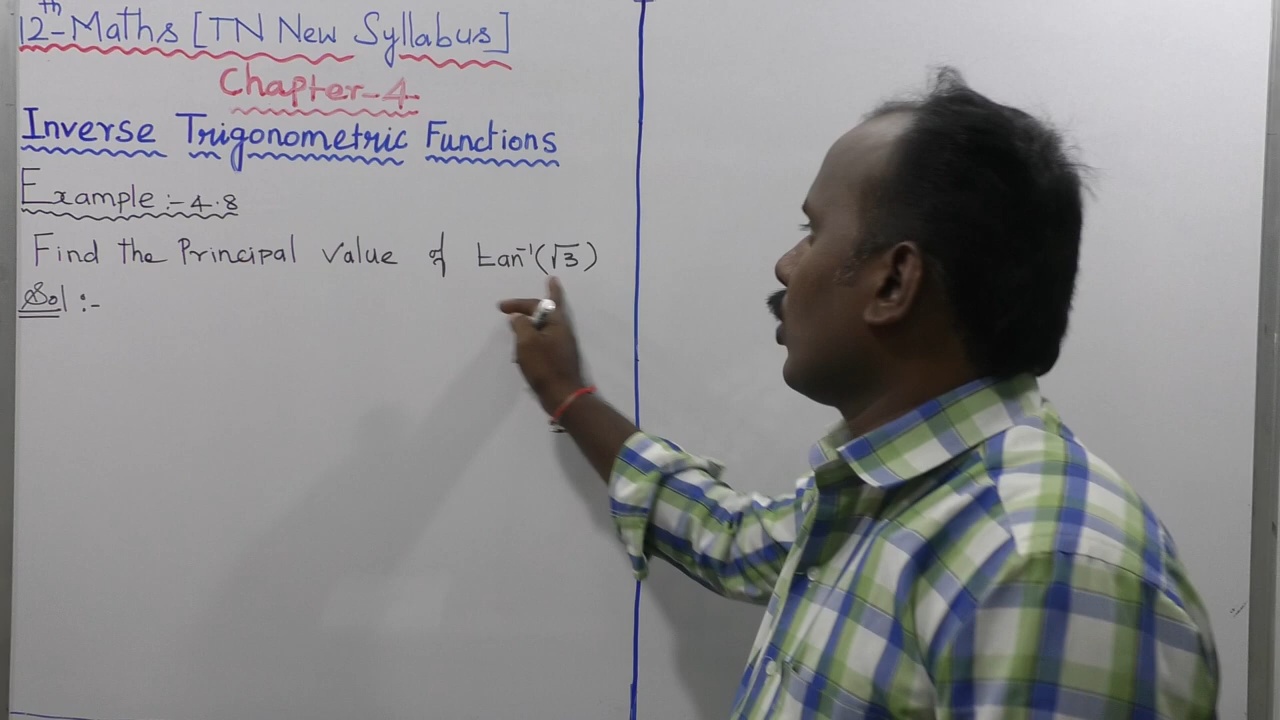 12th-Maths [TN New Syllabus]
Chapter-4-
Inverse Trigonometric Functions
Example:-4.8
Find the Principal value of tan⁻¹(√3)
Sol:-